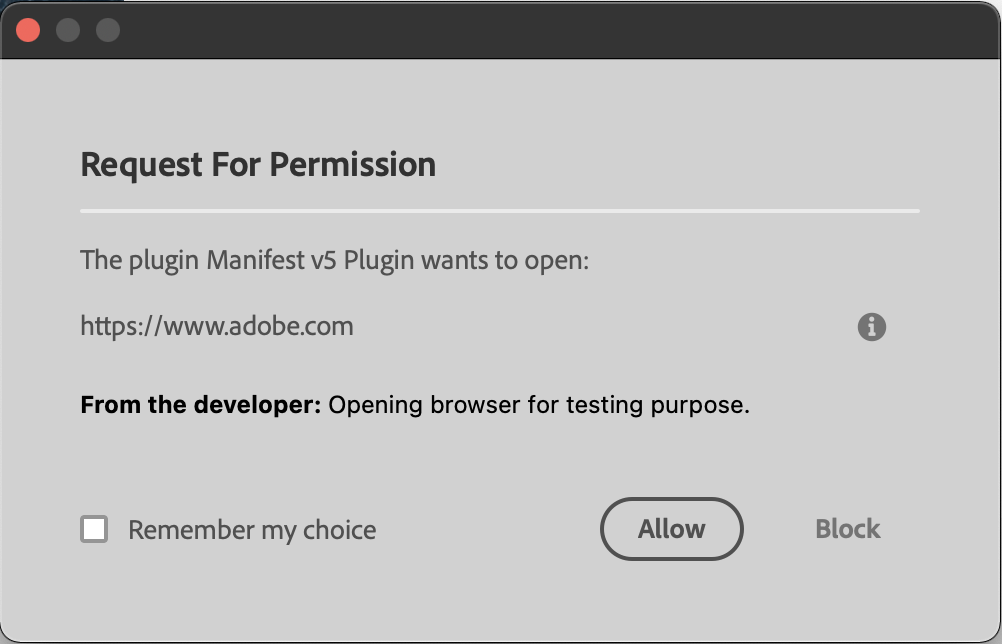 Request For Permission
The plugin Manifest v5 Plugin wants to open:
https://www.adobe.com
From the developer: Opening browser for testing purpose.
Remember my choice
Allow
Block